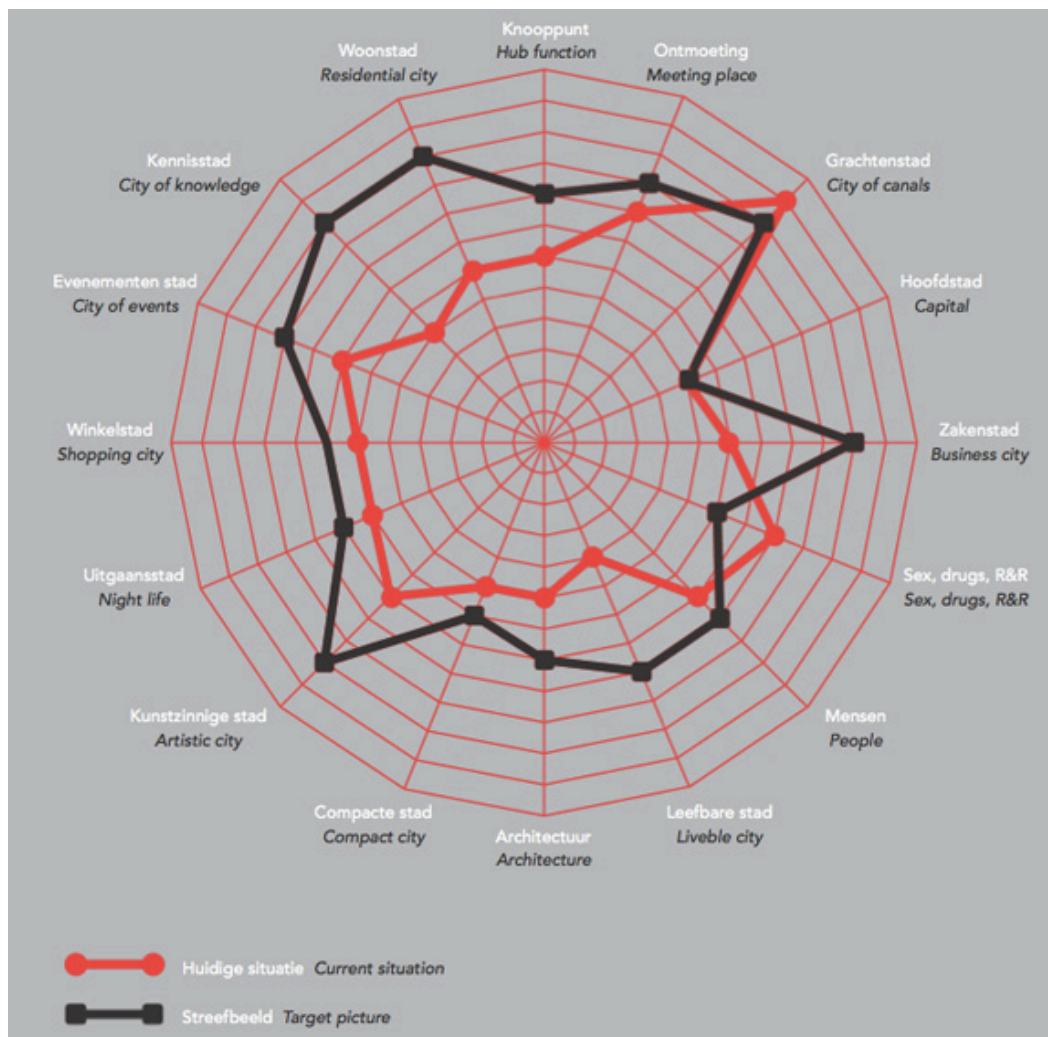 Knooppunt
Hub function
Ontmoeting
Meeting place
Grachtenstad
City of canals
Hoofdstad
Capital
Zakenstad
Business city
Sex, drugs, R&R
Sex, drugs, R&R
Mensen
People
Leefbare stad
Liveble city
Architectuur
Architecture
Compacte stad
Compact city
Kunstzinnige stad
Artistic city
Uitgaansstad
Night life
Winkelstad
Shopping city
Evenementen stad
City of events
Kennisstad
City of knowledge
Woonstad
Residential city
Huidige situatie Current situation
Streefbeeld Target picture